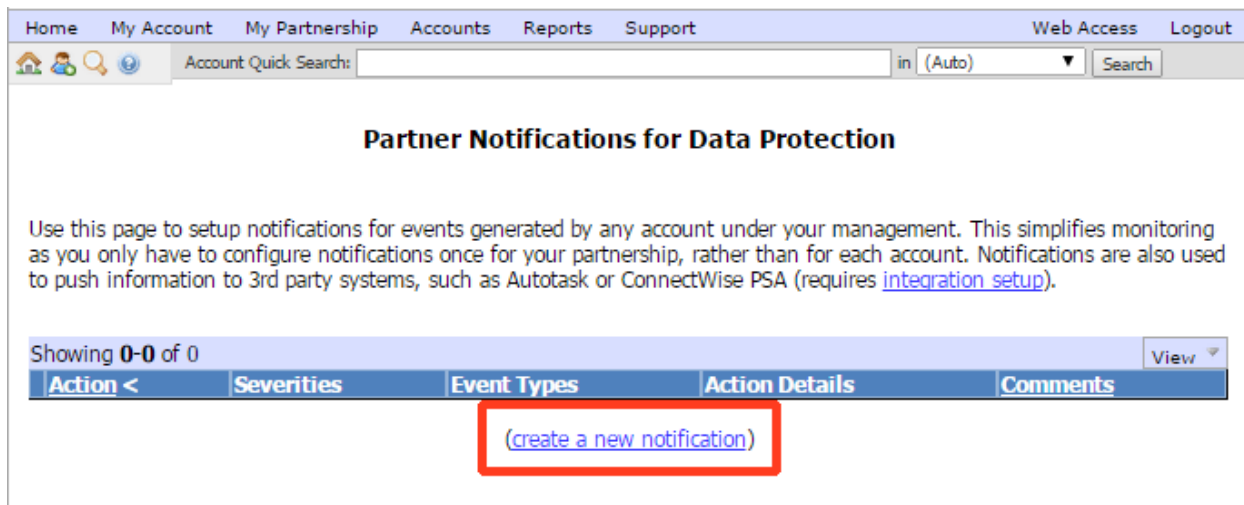 Home My Account My Partnership Accounts Reports Support Web Access Logout
Account Quick Search: in (Auto) Search
Partner Notifications for Data Protection
Use this page to setup notifications for events generated by any account under your management. This simplifies monitoring
as you only have to configure notifications once for your partnership, rather than for each account. Notifications are also used
to push information to 3rd party systems, such as Autotask or ConnectWise PSA (requires integration setup).
Showing 0-0 of 0 View
Action < Severities Event Types Action Details Comments
(create a new notification)